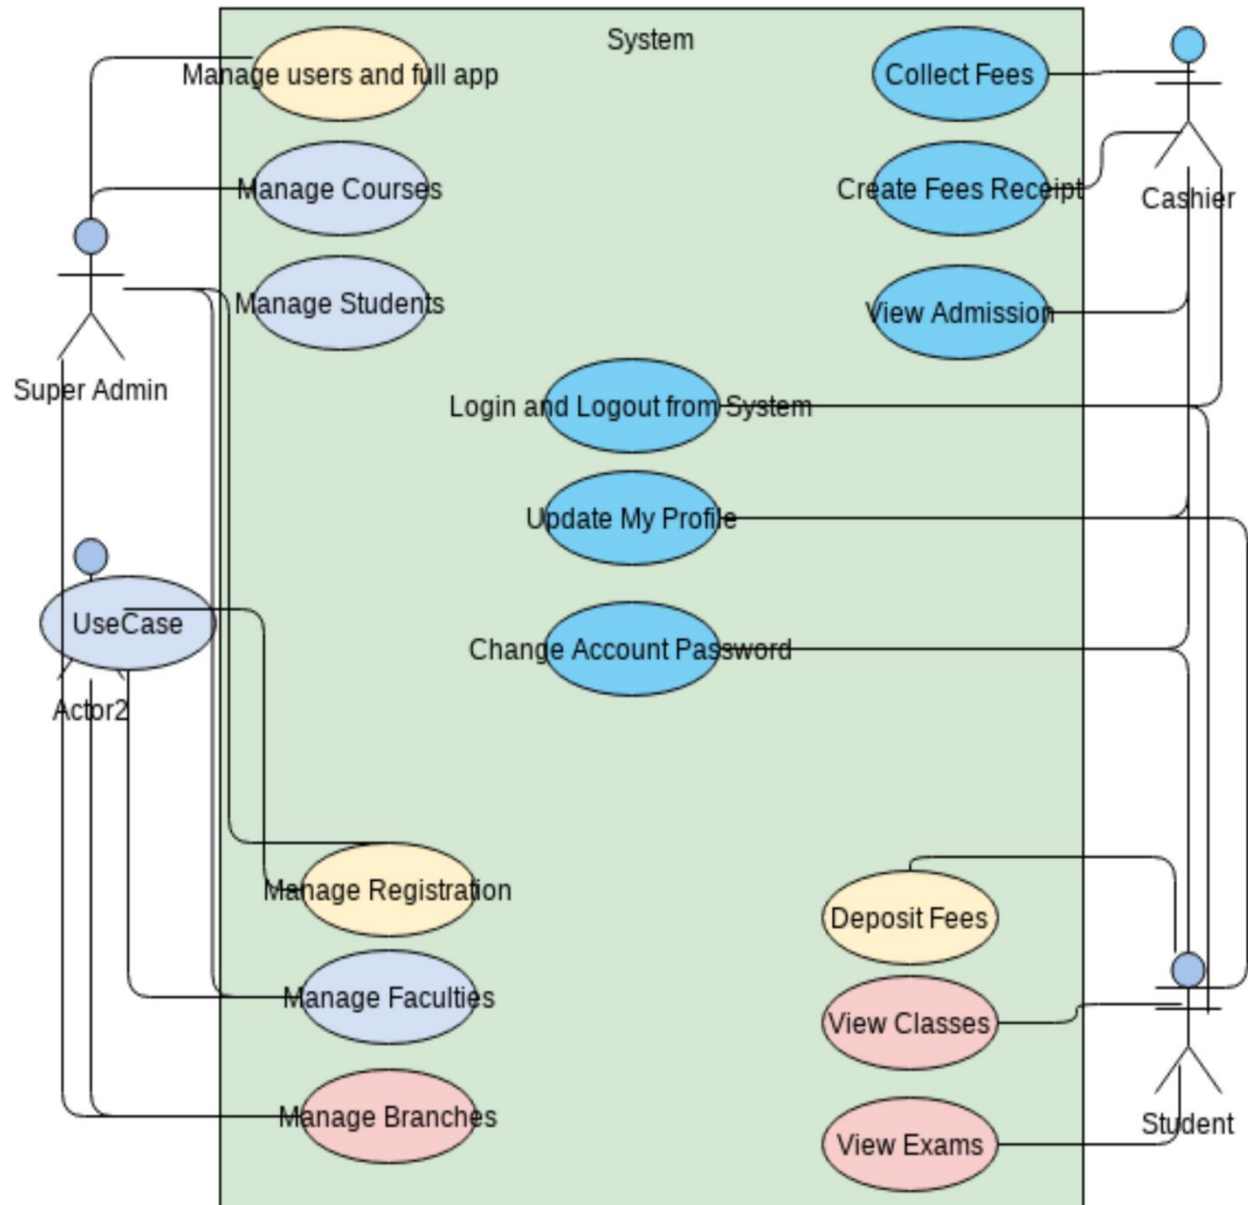 System
Manage users and full app
Collect Fees
Manage Courses
Create Fees Receipt
Cashier
Manage Students
View Admission
Super Admin
Login and Logout from System
Update My Profile
UseCase
Change Account Password
Actor2
Manage Registration
Deposit Fees
Manage Faculties
View Classes
Manage Branches
Student
View Exams